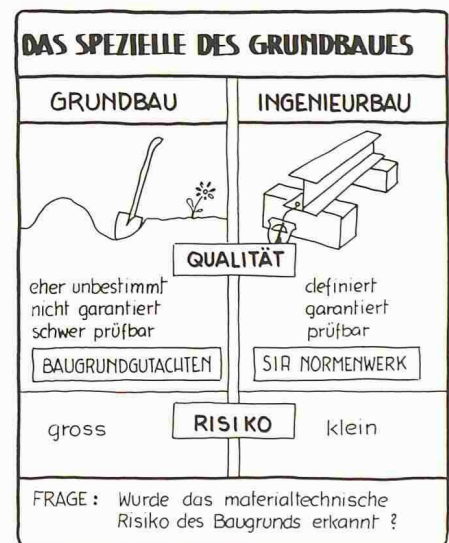 DAS SPEZIELLE DES GRUNDBAUES
GRUNDBAU
INGENIEURBAU
QUALITÄT
eher unbestimmt
nicht garantiert
schwer prüfbar
BAUGRUNDGUTACHTEN
definiert
garantiert
prüfbar
SIA NORMENWERK
RISIKO
gross
klein
FRAGE: Wurde das materialtechnische
Risiko des Baugrunds erkannt ?